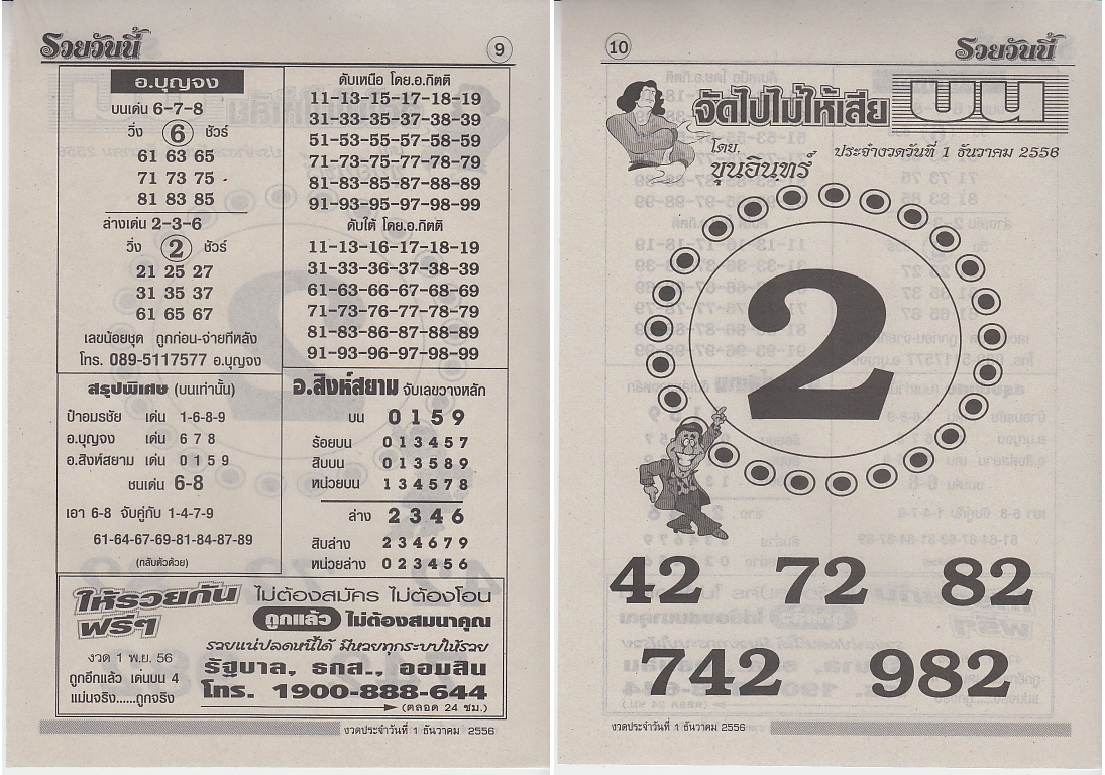 รวยวันนี้
9
อ.บุญจง
บนเด่น 6-7-8
วิ่ง 6 ชัวร์
61 63 65
71 73 75
81 83 85
ล่างเด่น 2-3-6
วิ่ง 2 ชัวร์
21 25 27
31 35 37
61 65 67
เลขน้อยชุด ถูกก่อน-จ่ายทีหลัง
โทร. 089-5117577 อ.บุญจง
ดับเหนือ โดย.อ.กิตติ
11-13-15-17-18-19
31-33-35-37-38-39
51-53-55-57-58-59
71-73-75-77-78-79
81-83-85-87-88-89
91-93-95-97-98-99
ดับใต้ โดย.อ.กิตติ
11-13-16-17-18-19
31-33-36-37-38-39
61-63-66-67-68-69
71-73-76-77-78-79
81-83-86-87-88-89
91-93-96-97-98-99
สรุปพิเศษ (บนเท่านั้น)
ป๋าอมรชัย เด่น 1-6-8-9
อ.บุญจง เด่น 6 7 8
อ.สิงห์สยาม เด่น 0 1 5 9
ชนเด่น 6-8
เอา 6-8 จับคู่กับ 1-4-7-9
61-64-67-69-81-84-87-89
(กลับตัวด้วย)
อ.สิงห์สยาม จับเลขวางหลัก
บน 0 1 5 9
ร้อยบน 0 1 3 4 5 7
สิบบน 0 1 3 5 8 9
หน่วยบน 1 3 4 5 7 8
ล่าง 2 3 4 6
สิบล่าง 2 3 4 6 7 9
หน่วยล่าง 0 2 3 4 5 6
ให้รวยกันฟรีๆ
งวด 1 พ.ย. 56
ถูกอีกแล้ว เด่นบน 4
แม่นจริง......ถูกจริง
ไม่ต้องสมัคร ไม่ต้องโอน
ถูกแล้ว ไม่ต้องสมนาคุณ
รวยแน่ปลดหนี้ได้ มีหวยทุกระบบให้รวย
รัฐบาล, ธกส., ออมสิน
โทร. 1900-888-644
(ตลอด 24 ชม.)
งวดประจำวันที่ 1 ธันวาคม 2556
10
รวยวันนี้
จัดไปไม่ให้เสีย บน
โดย.
ขุนอินทร์
ประจำงวดวันที่ 1 ธันวาคม 2556
2
42 72 82
742 982
งวดประจำวันที่ 1 ธันวาคม 2556